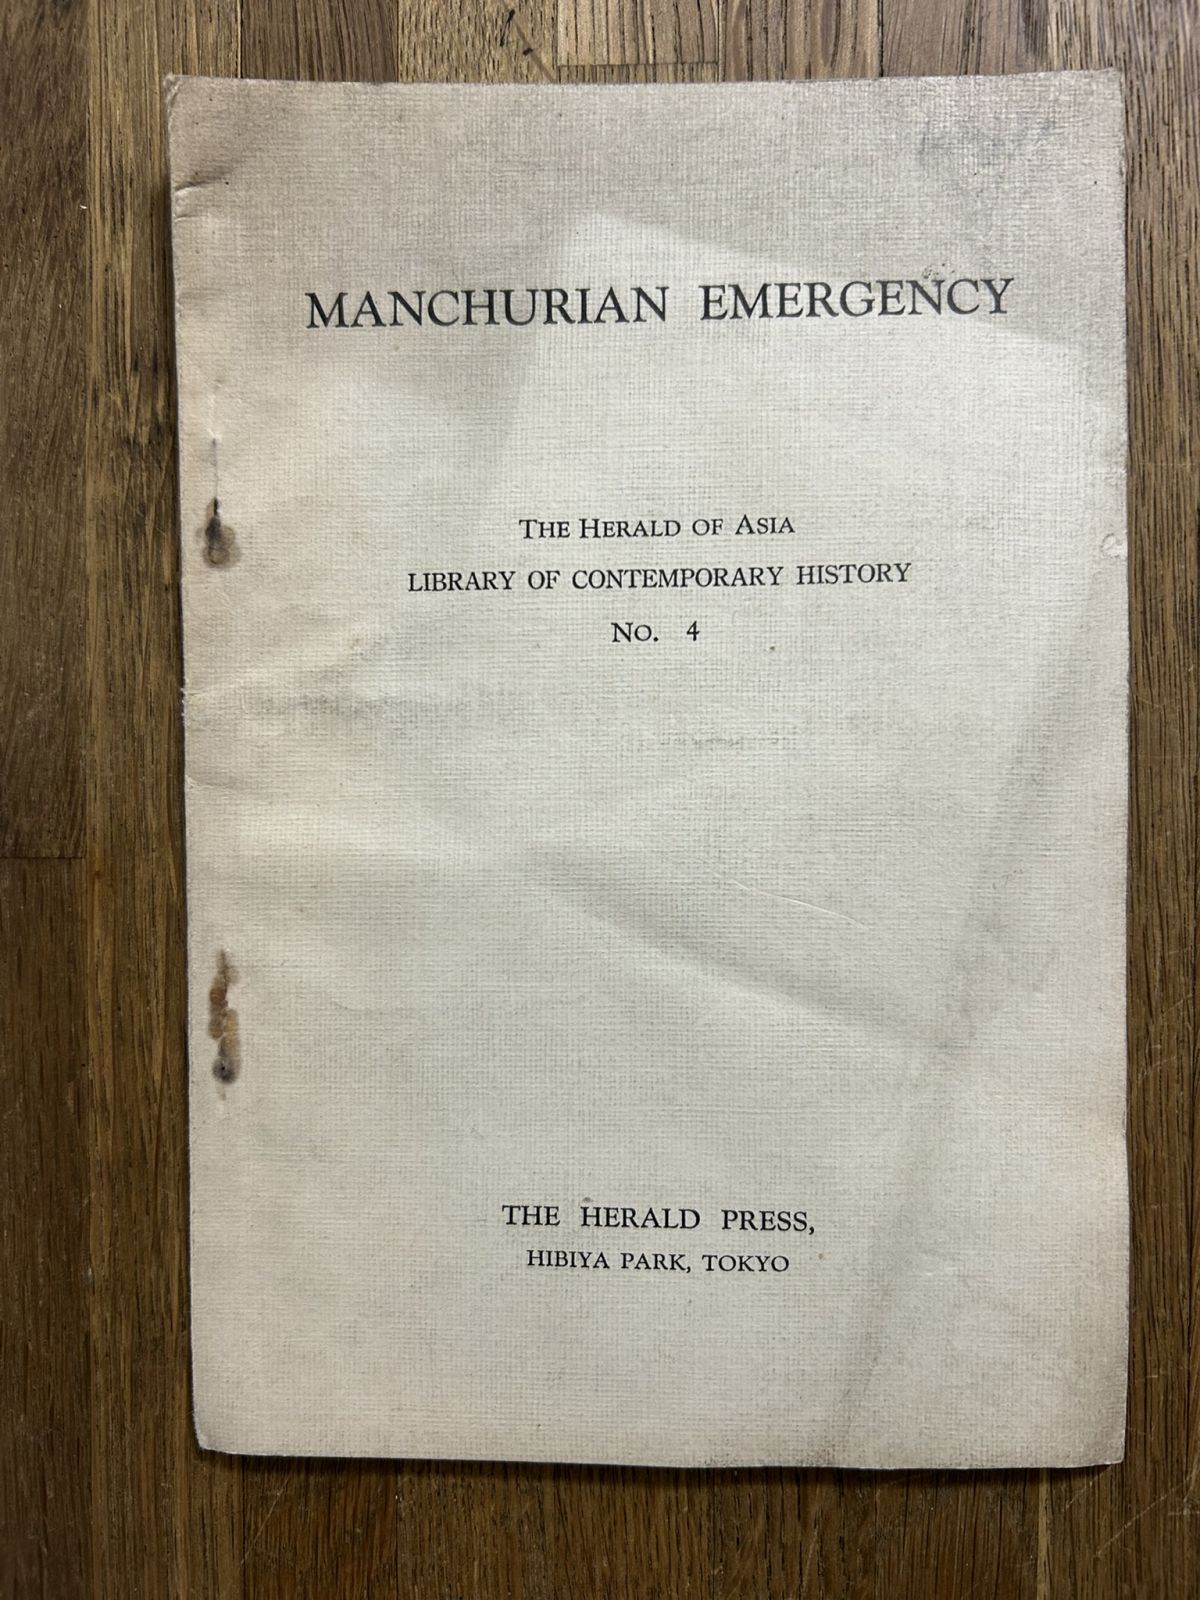 MANCHURIAN EMERGENCY
THE HERALD OF ASIA
LIBRARY OF CONTEMPORARY HISTORY
No. 4
THE HERALD PRESS,
HIBIYA PARK, TOKYO